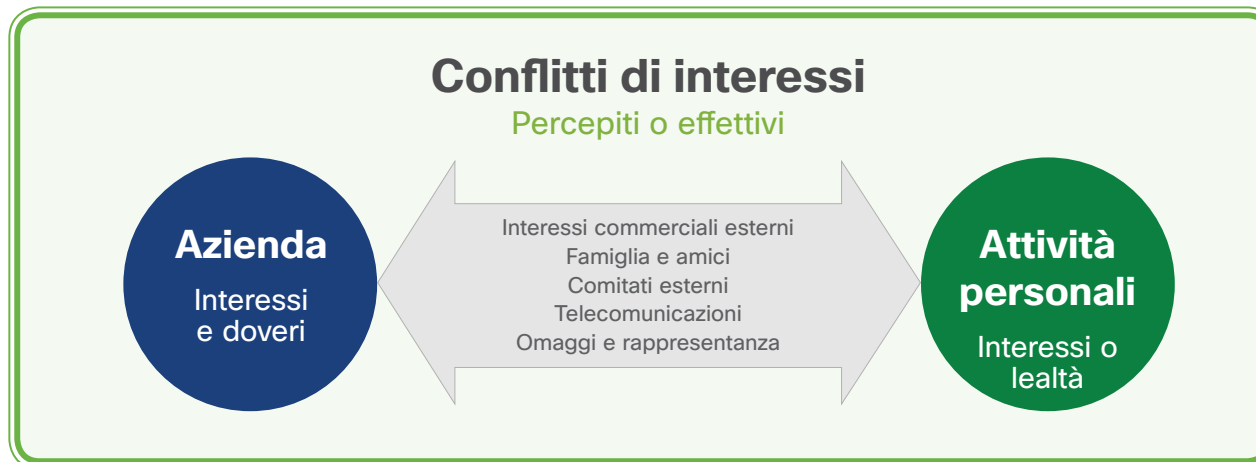 Conflitti di interessi
Percepiti o effettivi
Azienda
Interessi
e doveri
Interessi commerciali esterni
Famiglia e amici
Comitati esterni
Telecomunicazioni
Omaggi e rappresentanza
Attività
personali
Interessi o
lealtà